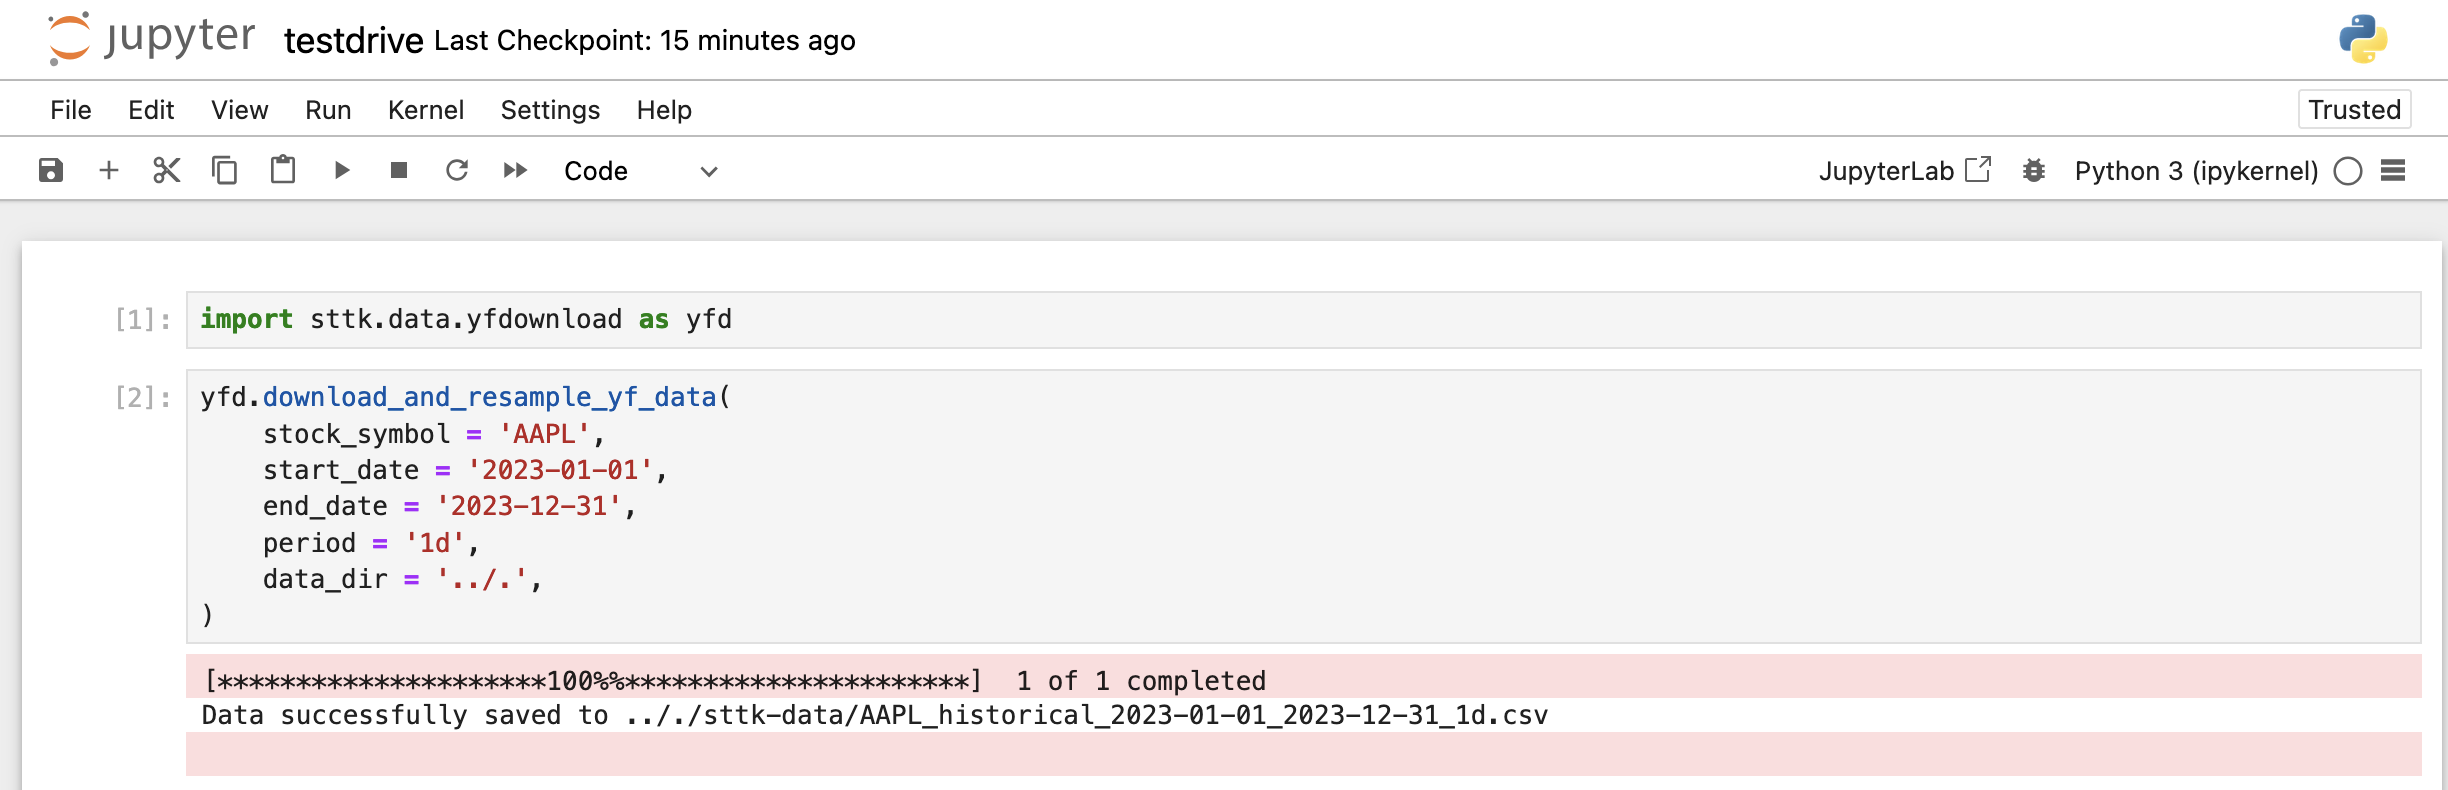 jupyter testdrive Last Checkpoint: 15 minutes ago
File Edit View Run Kernel Settings Help Trusted
Code JupyterLab Python 3 (ipykernel)
[1]: import sttk.data.yfdownload as yfd
[2]: yfd.download_and_resample_yf_data(
    stock_symbol = 'AAPL',
    start_date = '2023-01-01',
    end_date = '2023-12-31',
    period = '1d',
    data_dir = '../.',
)
[*********************100%%**********************]  1 of 1 completed
Data successfully saved to .././sttk-data/AAPL_historical_2023-01-01_2023-12-31_1d.csv